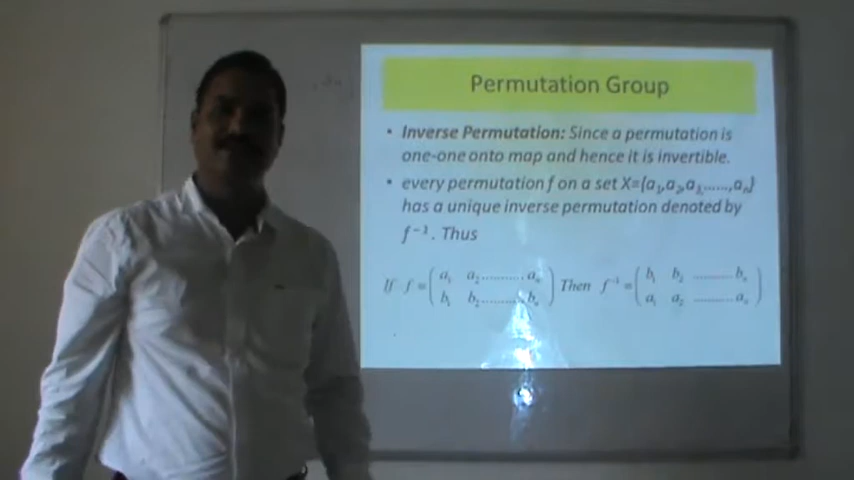 Permutation Group
• Inverse Permutation: Since a permutation is
one-one onto map and hence it is invertible.
• every permutation f on a set X={a₁,a₂,a₃,......,aₙ}
has a unique inverse permutation denoted by
f⁻¹. Thus
If f = ( a₁ a₂ ............ aₙ ) Then f⁻¹ = ( b₁ b₂ ............ bₙ )
( b₁ b₂ ............ bₙ ) ( a₁ a₂ ............ aₙ )